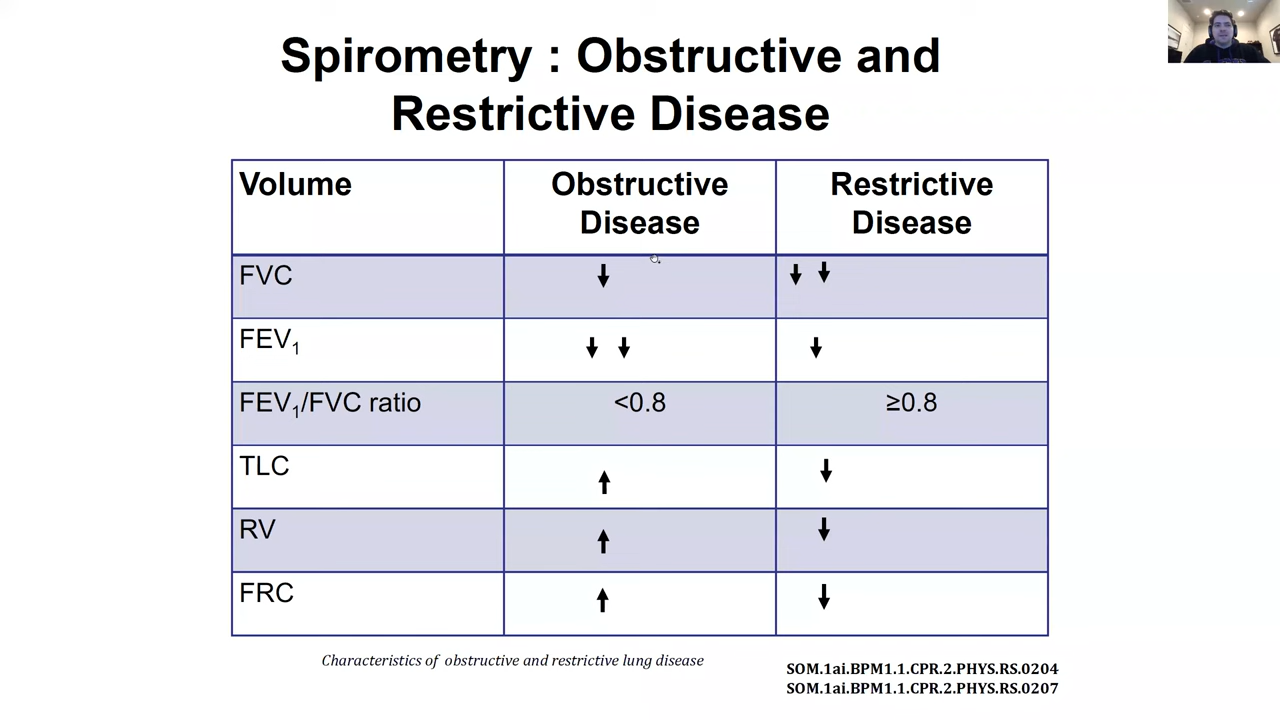 Spirometry : Obstructive and
Restrictive Disease
Volume
Obstructive
Disease
Restrictive
Disease
FVC
↓
↓ ↓
FEV₁
↓ ↓
↓
FEV₁/FVC ratio
<0.8
≥0.8
TLC
↑
↓
RV
↑
↓
FRC
↑
↓
Characteristics of obstructive and restrictive lung disease
SOM.1ai.BPM1.1.CPR.2.PHYS.RS.0204
SOM.1ai.BPM1.1.CPR.2.PHYS.RS.0207